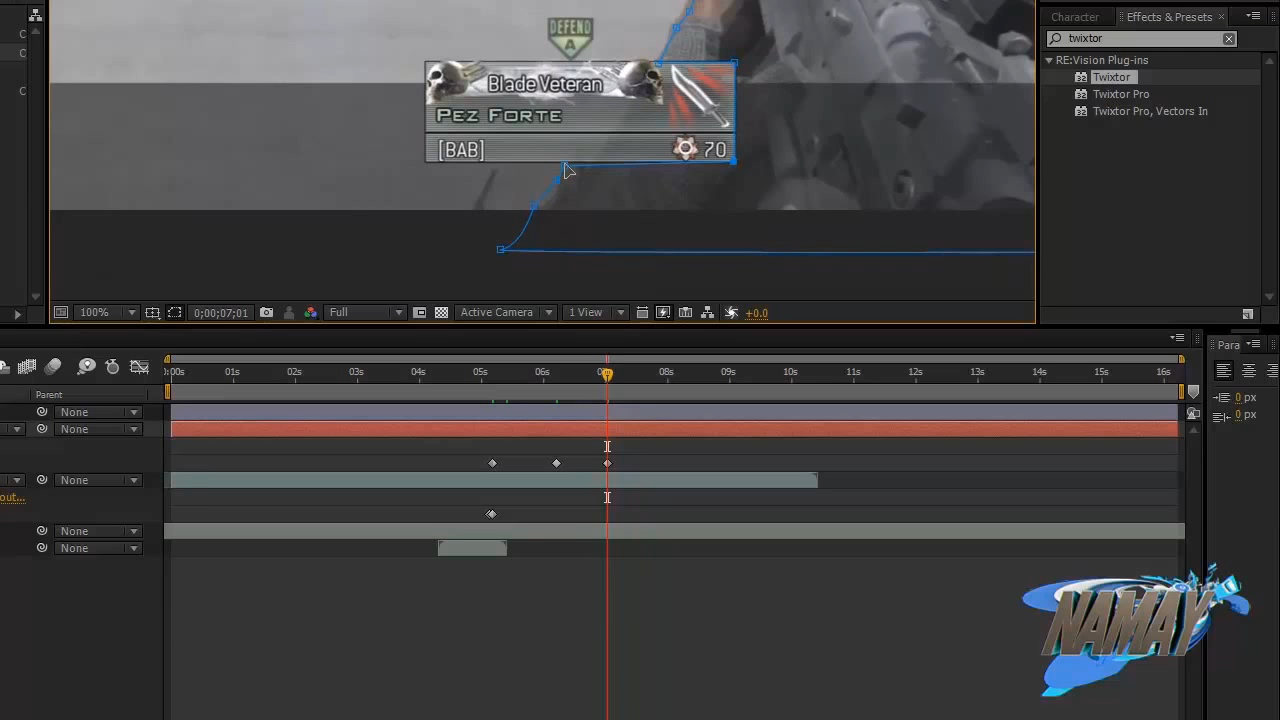 Character
Effects & Presets
twixtor
RE:Vision Plug-ins
Twixtor
Twixtor Pro
Twixtor Pro, Vectors In
C
C
C
DEFEND
A
Blade Veteran
PEZ FORTE
[BAB]
70
100%
0;00;07;01
Full
Active Camera
1 View
+0.0
Para
0 px
0 px
:00s
01s
02s
03s
04s
05s
06s
08s
09s
10s
11s
12s
13s
14s
15s
16s
Parent
None
None
None
out...
None
None
NAMAY